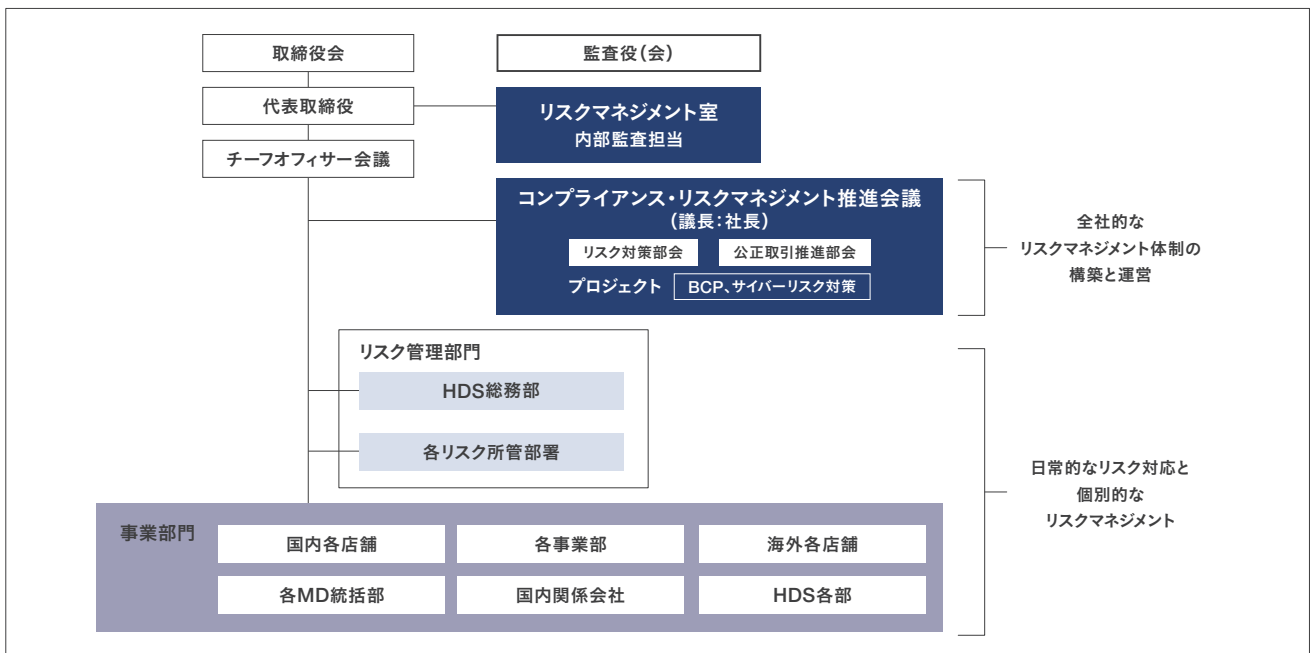 取締役会
監査役（会）
代表取締役
リスクマネジメント室
内部監査担当
チーフオフィサー会議
コンプライアンス・リスクマネジメント推進会議
（議長：社長）
リスク対策部会
公正取引推進部会
プロジェクト
BCP、サイバーリスク対策
全社的な
リスクマネジメント体制の
構築と運営
リスク管理部門
HDS総務部
各リスク所管部署
日常的なリスク対応と
個別的な
リスクマネジメント
事業部門
国内各店舗
各事業部
海外各店舗
各MD統括部
国内関係会社
HDS各部